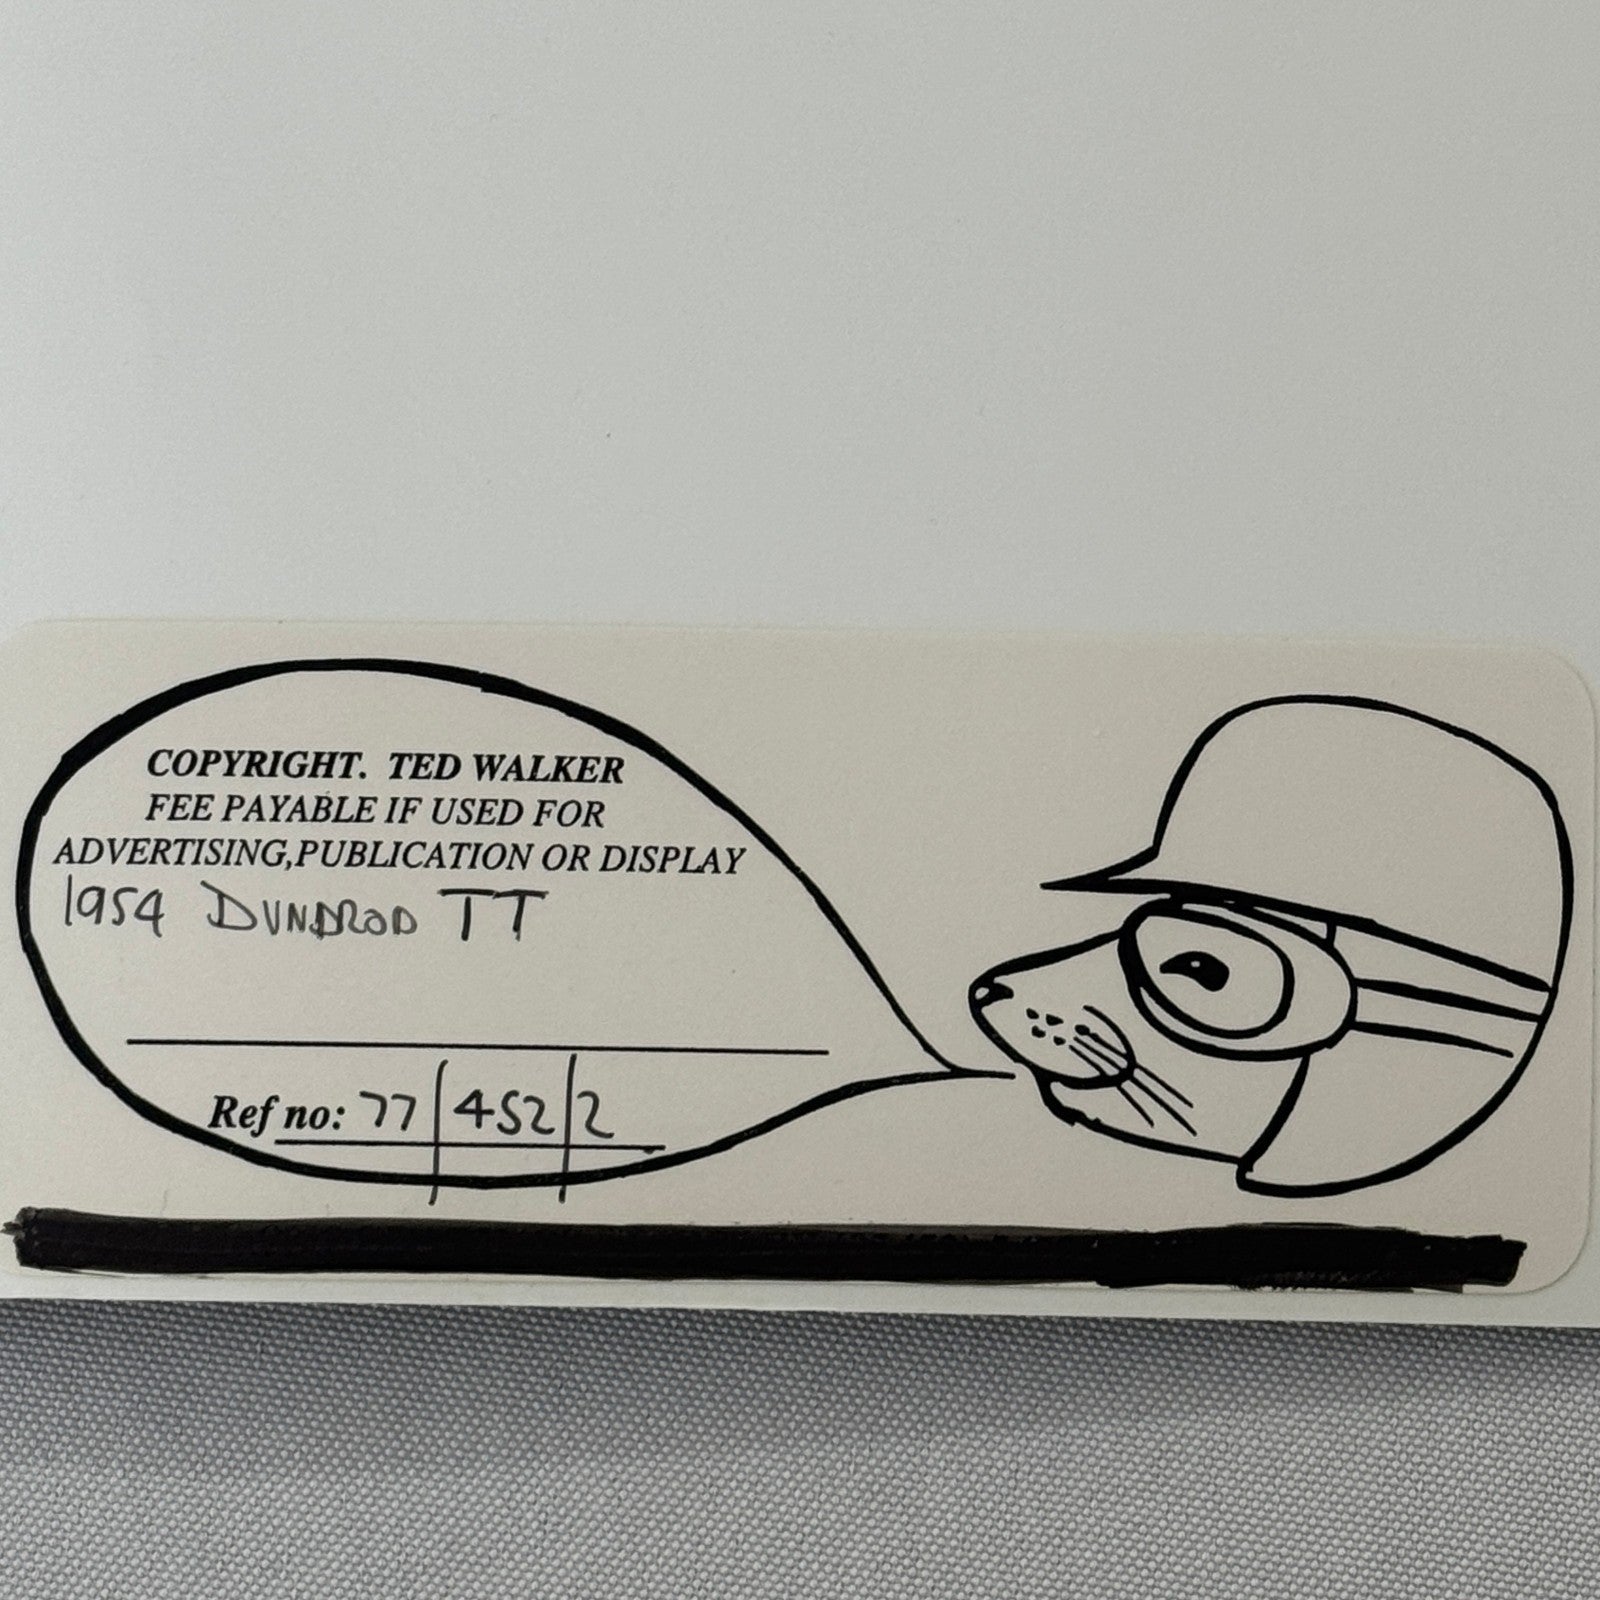 COPYRIGHT. TED WALKER
FEE PAYABLE IF USED FOR
ADVERTISING,PUBLICATION OR DISPLAY
1954 DUNDROD TT
Ref no: 77/452/2